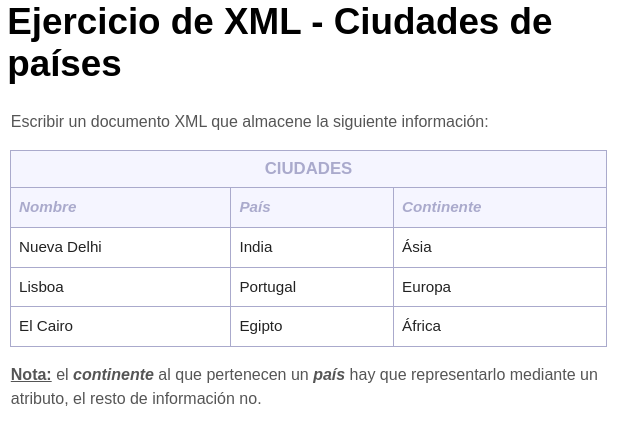 Ejercicio de XML - Ciudades de
países
Escribir un documento XML que almacene la siguiente información:
CIUDADES
Nombre País Continente
Nueva Delhi India Ásia
Lisboa Portugal Europa
El Cairo Egipto África
Nota: el continente al que pertenecen un país hay que representarlo mediante un
atributo, el resto de información no.